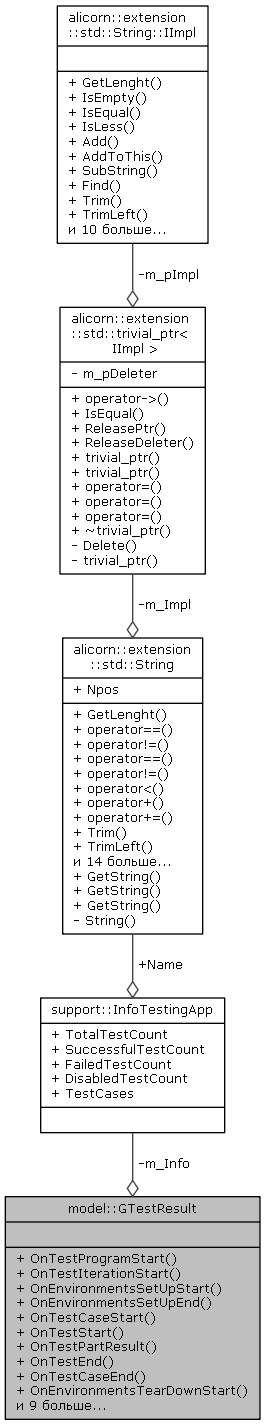 alicorn::extension
::std::String::IImpl
+ GetLenght()
+ IsEmpty()
+ IsEqual()
+ IsLess()
+ Add()
+ AddToThis()
+ SubString()
+ Find()
+ Trim()
+ TrimLeft()
и 10 больше...
-m_pImpl
alicorn::extension
::std::trivial_ptr<
IImpl >
- m_pDeleter
+ operator->()
+ IsEqual()
+ ReleasePtr()
+ ReleaseDeleter()
+ trivial_ptr()
+ trivial_ptr()
+ operator=()
+ operator=()
+ operator=()
+ ~trivial_ptr()
- Delete()
- trivial_ptr()
-m_Impl
alicorn::extension
::std::String
+ Npos
+ GetLenght()
+ operator==()
+ operator!=()
+ operator==()
+ operator!=()
+ operator<()
+ operator+()
+ operator+=()
+ Trim()
+ TrimLeft()
и 14 больше...
+ GetString()
+ GetString()
+ GetString()
- String()
+Name
support::InfoTestingApp
+ TotalTestCount
+ SuccessfulTestCount
+ FailedTestCount
+ DisabledTestCount
+ TestCases
-m_Info
model::GTestResult
+ OnTestProgramStart()
+ OnTestIterationStart()
+ OnEnvironmentsSetUpStart()
+ OnEnvironmentsSetUpEnd()
+ OnTestCaseStart()
+ OnTestStart()
+ OnTestPartResult()
+ OnTestEnd()
+ OnTestCaseEnd()
+ OnEnvironmentsTearDownStart()
и 9 больше...